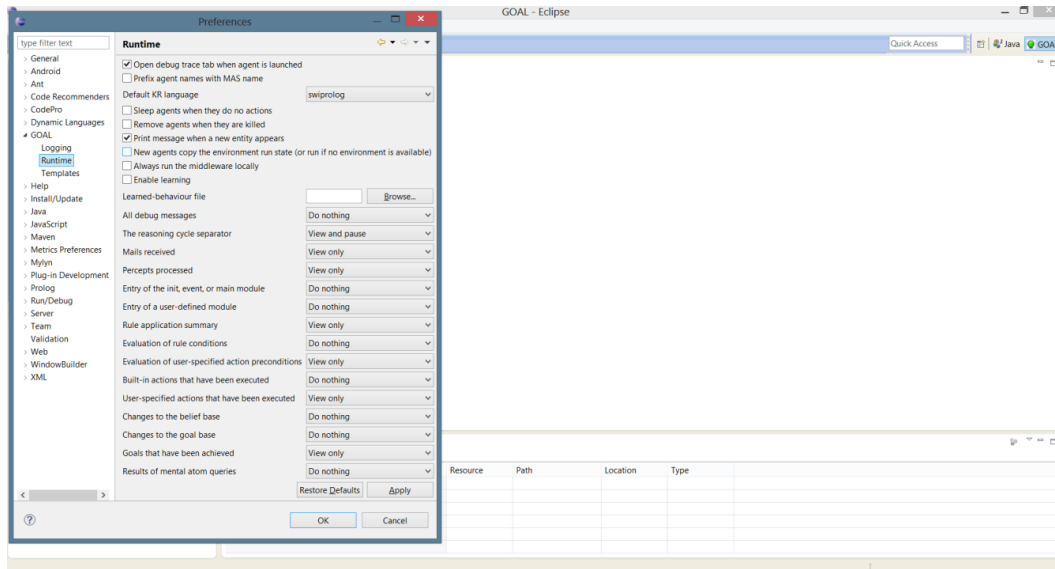 GOAL - Eclipse
Preferences
type filter text
Runtime
Quick Access
Java
GOA
General
Android
Ant
Code Recommenders
CodePro
Dynamic Languages
GOAL
Logging
Runtime
Templates
Help
Install/Update
Java
JavaScript
Maven
Metrics Preferences
Mylyn
Plug-in Development
Prolog
Run/Debug
Server
Team
Validation
Web
WindowBuilder
XML
Open debug trace tab when agent is launched
Prefix agent names with MAS name
Default KR language swiprolog
Sleep agents when they do no actions
Remove agents when they are killed
Print message when a new entity appears
New agents copy the environment run state (or run if no environment is available)
Always run the middleware locally
Enable learning
Learned-behaviour file Browse...
All debug messages Do nothing
The reasoning cycle separator View and pause
Mails received View only
Percepts processed View only
Entry of the init, event, or main module Do nothing
Entry of a user-defined module Do nothing
Rule application summary View only
Evaluation of rule conditions Do nothing
Evaluation of user-specified action preconditions View only
Built-in actions that have been executed Do nothing
User-specified actions that have been executed View only
Changes to the belief base Do nothing
Changes to the goal base Do nothing
Goals that have been achieved View only
Results of mental atom queries Do nothing
Restore Defaults Apply
OK Cancel
Resource Path Location Type